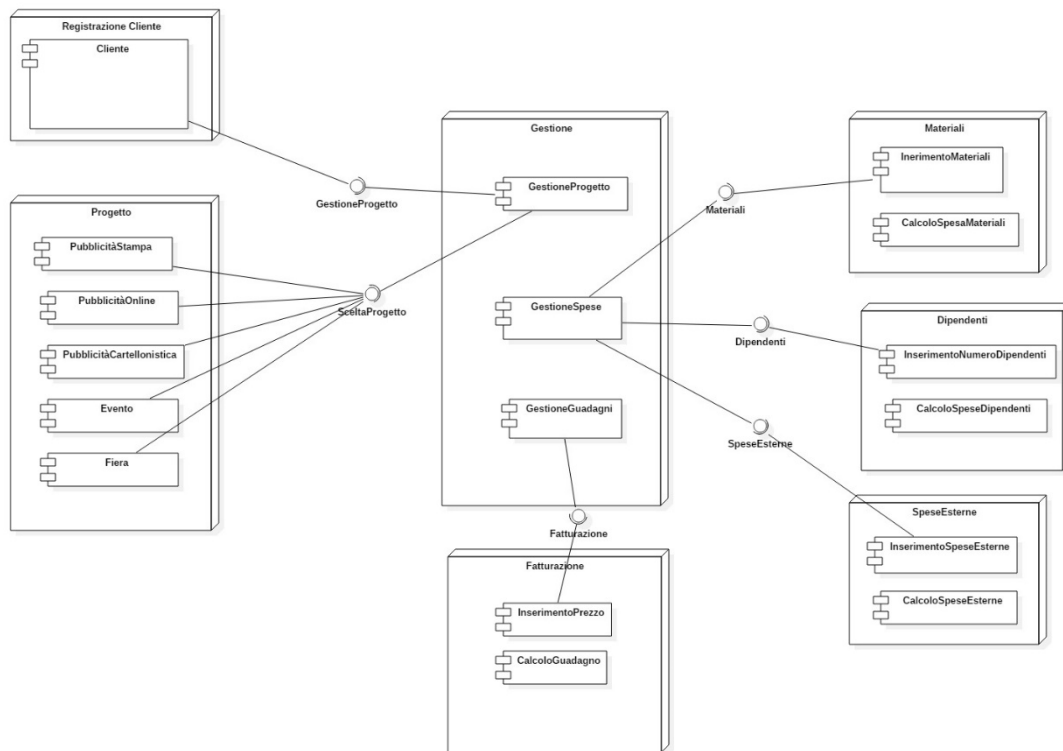 Registrazione Cliente
Cliente
GestioneProgetto
Progetto
PubblicitàStampa
PubblicitàOnline
PubblicitàCartellonistica
Evento
Fiera
SceltaProgetto
Gestione
GestioneProgetto
GestioneSpese
GestioneGuadagni
Fatturazione
Fatturazione
InserimentoPrezzo
CalcoloGuadagno
Materiali
Materiali
InerimentoMateriali
CalcoloSpesaMateriali
Dipendenti
Dipendenti
InserimentoNumeroDipendenti
CalcoloSpeseDipendenti
SpeseEsterne
SpeseEsterne
InserimentoSpeseEsterne
CalcoloSpeseEsterne